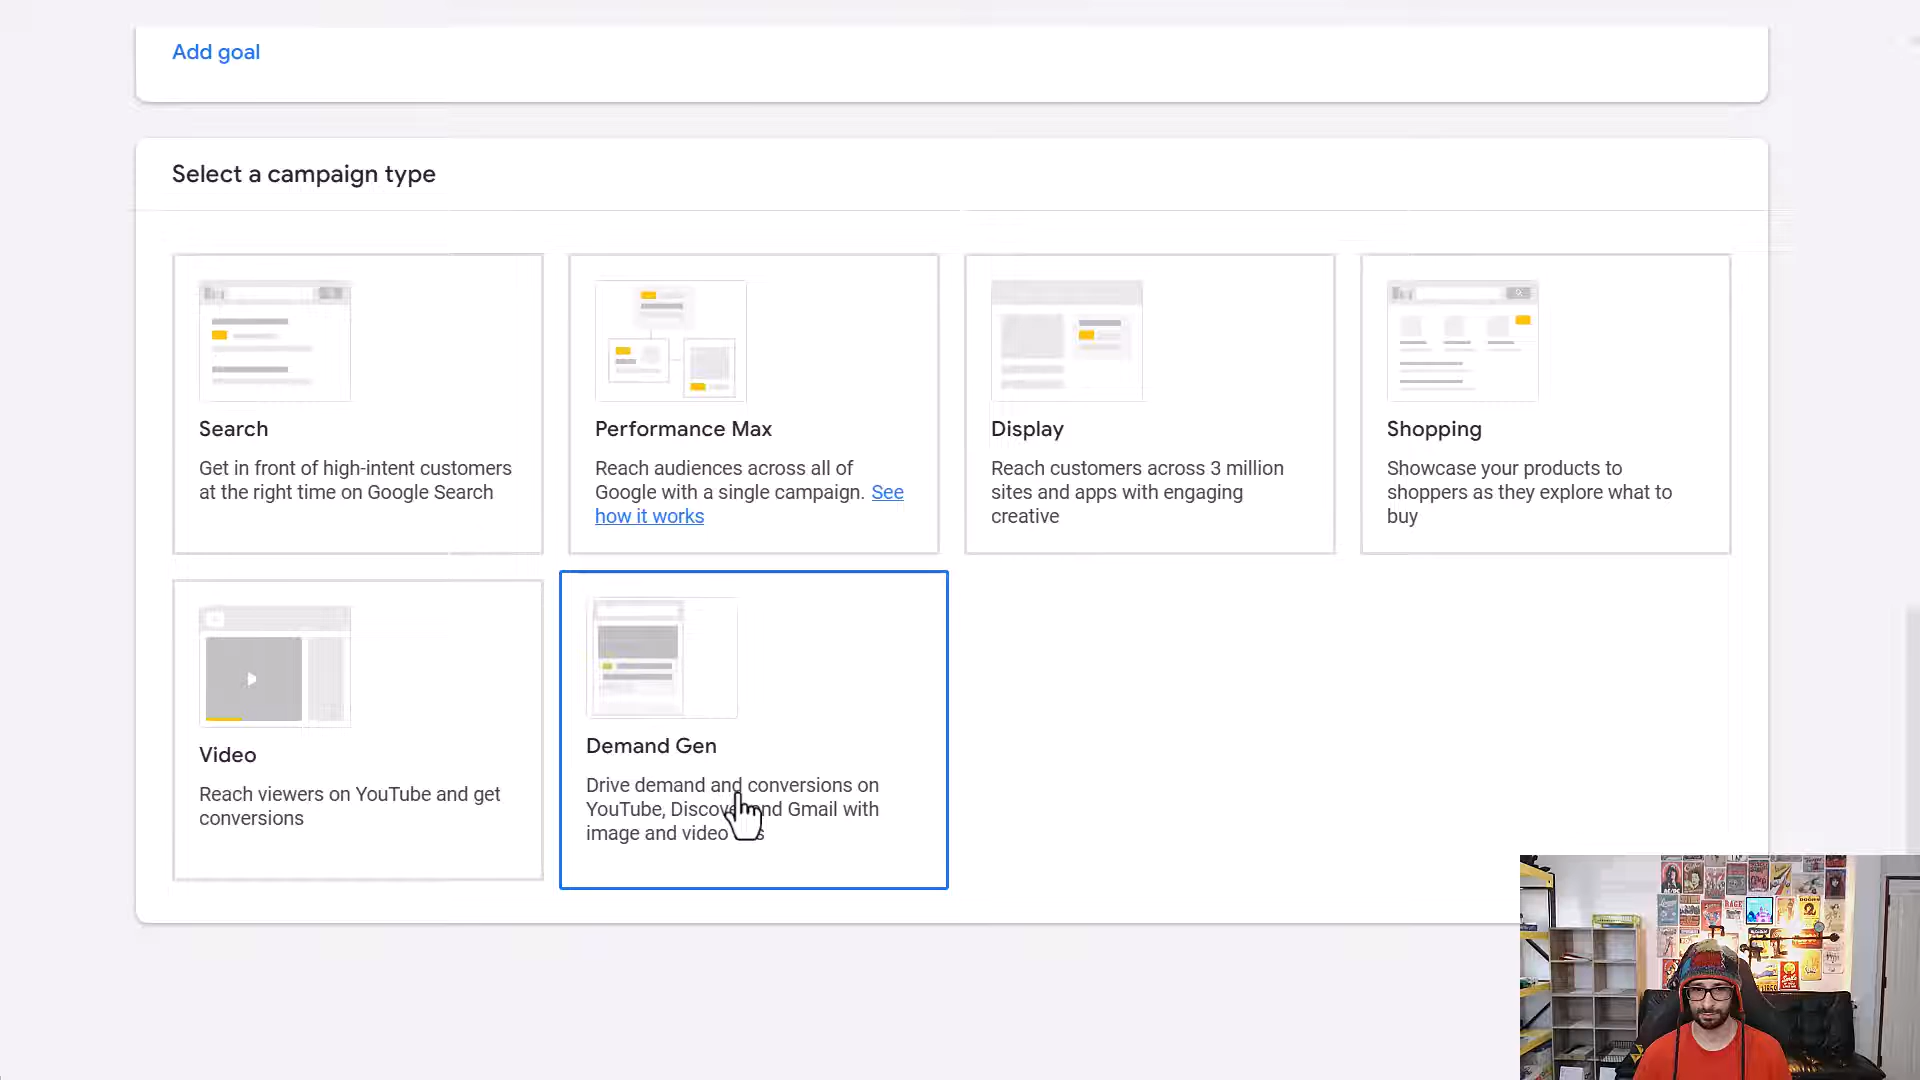 Add goal
Select a campaign type
Search
Get in front of high-intent customers
at the right time on Google Search
Performance Max
Reach audiences across all of
Google with a single campaign. See
how it works
Display
Reach customers across 3 million
sites and apps with engaging
creative
Shopping
Showcase your products to
shoppers as they explore what to
buy
Video
Reach viewers on YouTube and get
conversions
Demand Gen
Drive demand and conversions on
YouTube, Discover and Gmail with
image and video